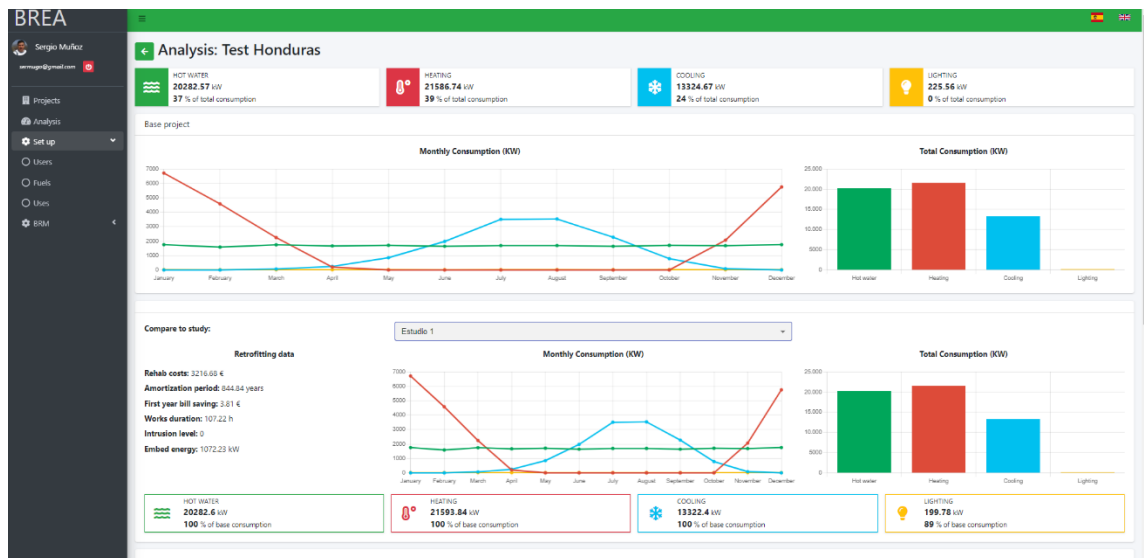 BREA
Sergio Muñoz
sermugo@gmail.com
Projects
Analysis
Set up
Users
Fuels
Uses
BRM
Analysis: Test Honduras
HOT WATER
20282.57 kW
37 % of total consumption
HEATING
21586.74 kW
39 % of total consumption
COOLING
13324.67 kW
24 % of total consumption
LIGHTING
225.56 kW
0 % of total consumption
Base project
Monthly Consumption (KW)
7000
6000
5000
4000
3000
2000
1000
0
January February March April May June July August September October November December
Total Consumption (KW)
25.000
20.000
15.000
10.000
5000
0
Hot water Heating Cooling Lighting
Compare to study:
Estudio 1
Retrofitting data
Rehab costs: 3216.68 €
Amortization period: 844.84 years
First year bill saving: 3.81 €
Works duration: 107.22 h
Intrusion level: 0
Embed energy: 1072.23 kW
Monthly Consumption (KW)
7000
6000
5000
4000
3000
2000
1000
0
January February March April May June July August September October November December
Total Consumption (KW)
25.000
20.000
15.000
10.000
5000
0
Hot water Heating Cooling Lighting
HOT WATER
20282.6 kW
100 % of base consumption
HEATING
21593.84 kW
100 % of base consumption
COOLING
13322.4 kW
100 % of base consumption
LIGHTING
199.78 kW
89 % of base consumption